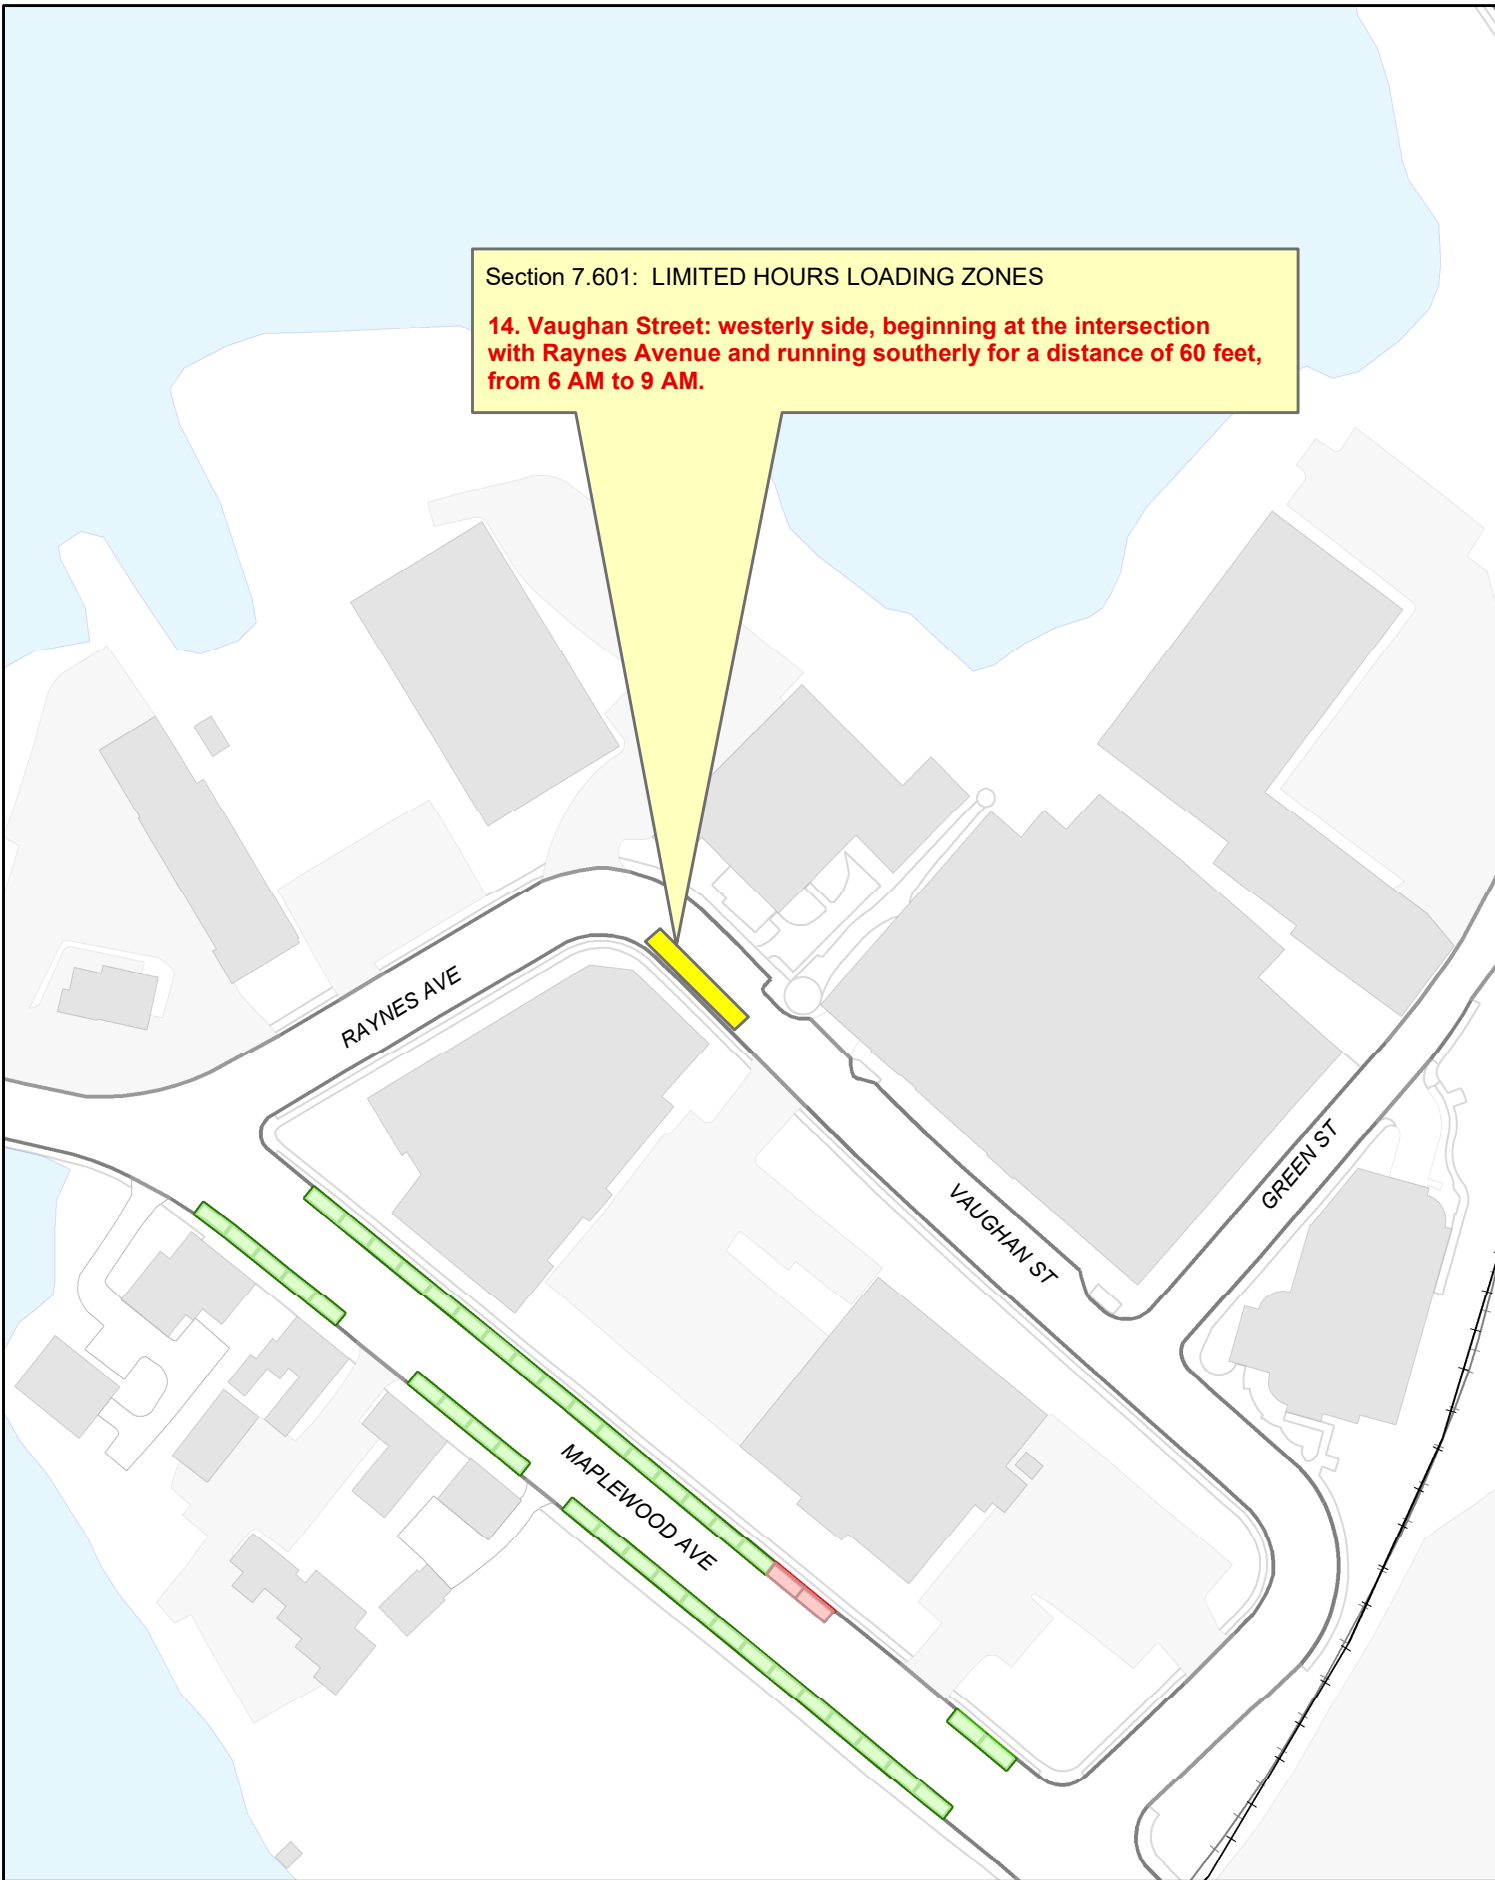 Section 7.601:  LIMITED HOURS LOADING ZONES
14. Vaughan Street: westerly side, beginning at the intersection
with Raynes Avenue and running southerly for a distance of 60 feet,
from 6 AM to 9 AM.
RAYNES AVE
GREEN ST
VAUGHAN ST
MAPLEWOOD AVE